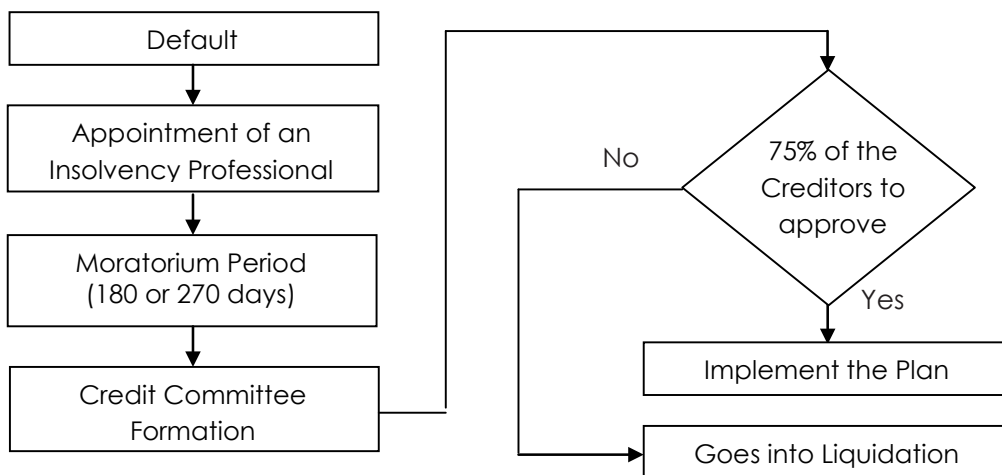 Default
Appointment of an
Insolvency Professional
Moratorium Period
(180 or 270 days)
Credit Committee
Formation
75% of the
Creditors to
approve
No
Yes
Implement the Plan
Goes into Liquidation